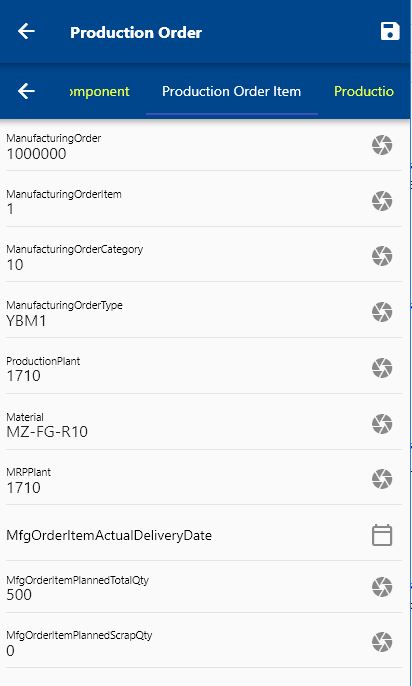 Production Order
omponent Production Order Item Productio
ManufacturingOrder
1000000
ManufacturingOrderItem
1
ManufacturingOrderCategory
10
ManufacturingOrderType
YBM1
ProductionPlant
1710
Material
MZ-FG-R10
MRPPlant
1710
MfgOrderItemActualDeliveryDate
MfgOrderItemPlannedTotalQty
500
MfgOrderItemPlannedScrapQty
0